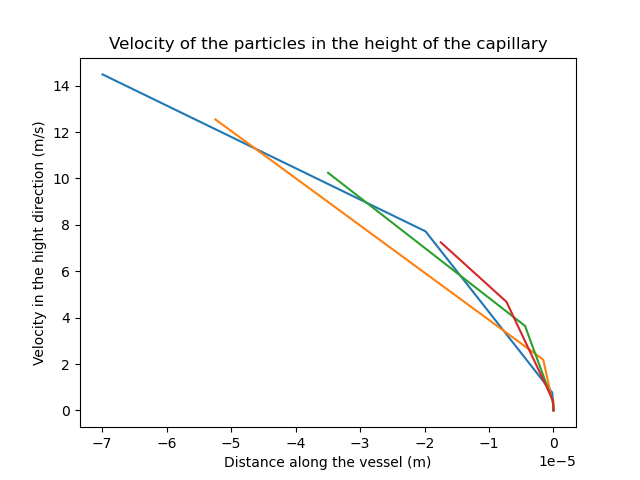 Velocity of the particles in the height of the capillary
Velocity in the hight direction (m/s)
14
12
10
8
6
4
2
0
−7 −6 −5 −4 −3 −2 −1 0
1e−5
Distance along the vessel (m)